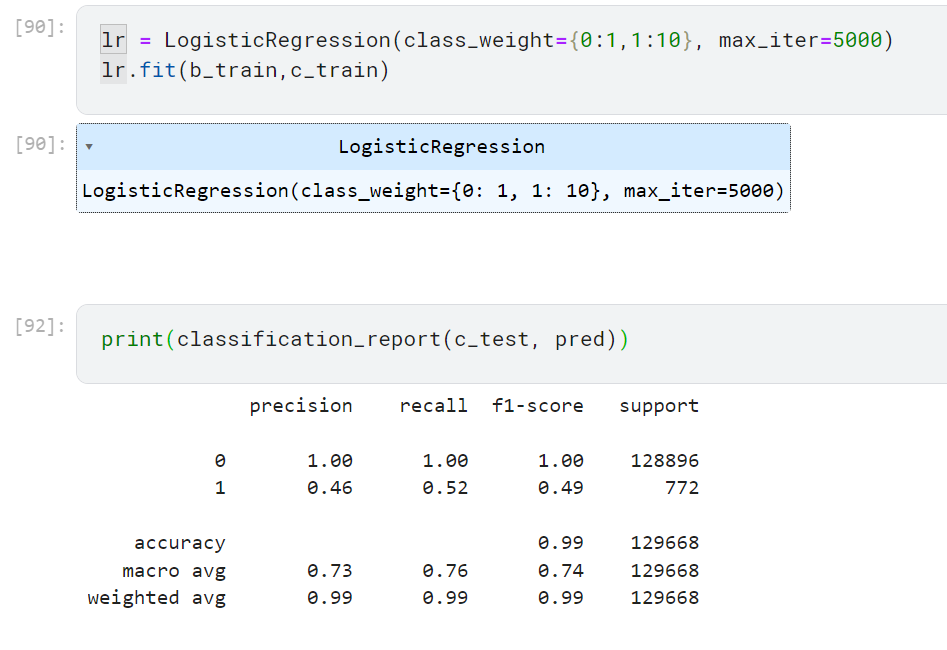 [90]:
lr = LogisticRegression(class_weight={0:1,1:10}, max_iter=5000)
lr.fit(b_train,c_train)
[90]:
▾ LogisticRegression
LogisticRegression(class_weight={0: 1, 1: 10}, max_iter=5000)
[92]:
print(classification_report(c_test, pred))
precision recall f1-score support
0 1.00 1.00 1.00 128896
1 0.46 0.52 0.49 772
accuracy 0.99 129668
macro avg 0.73 0.76 0.74 129668
weighted avg 0.99 0.99 0.99 129668